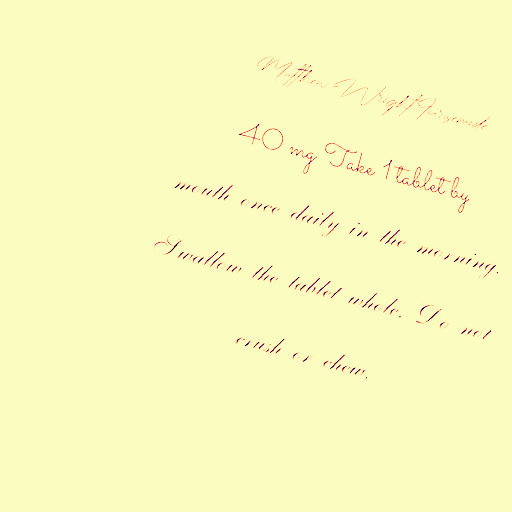 Matthew Wright Furosemide
40 mg Take 1 tablet by
mouth once daily in the morning.
Swallow the tablet whole. Do not
crush or chew.